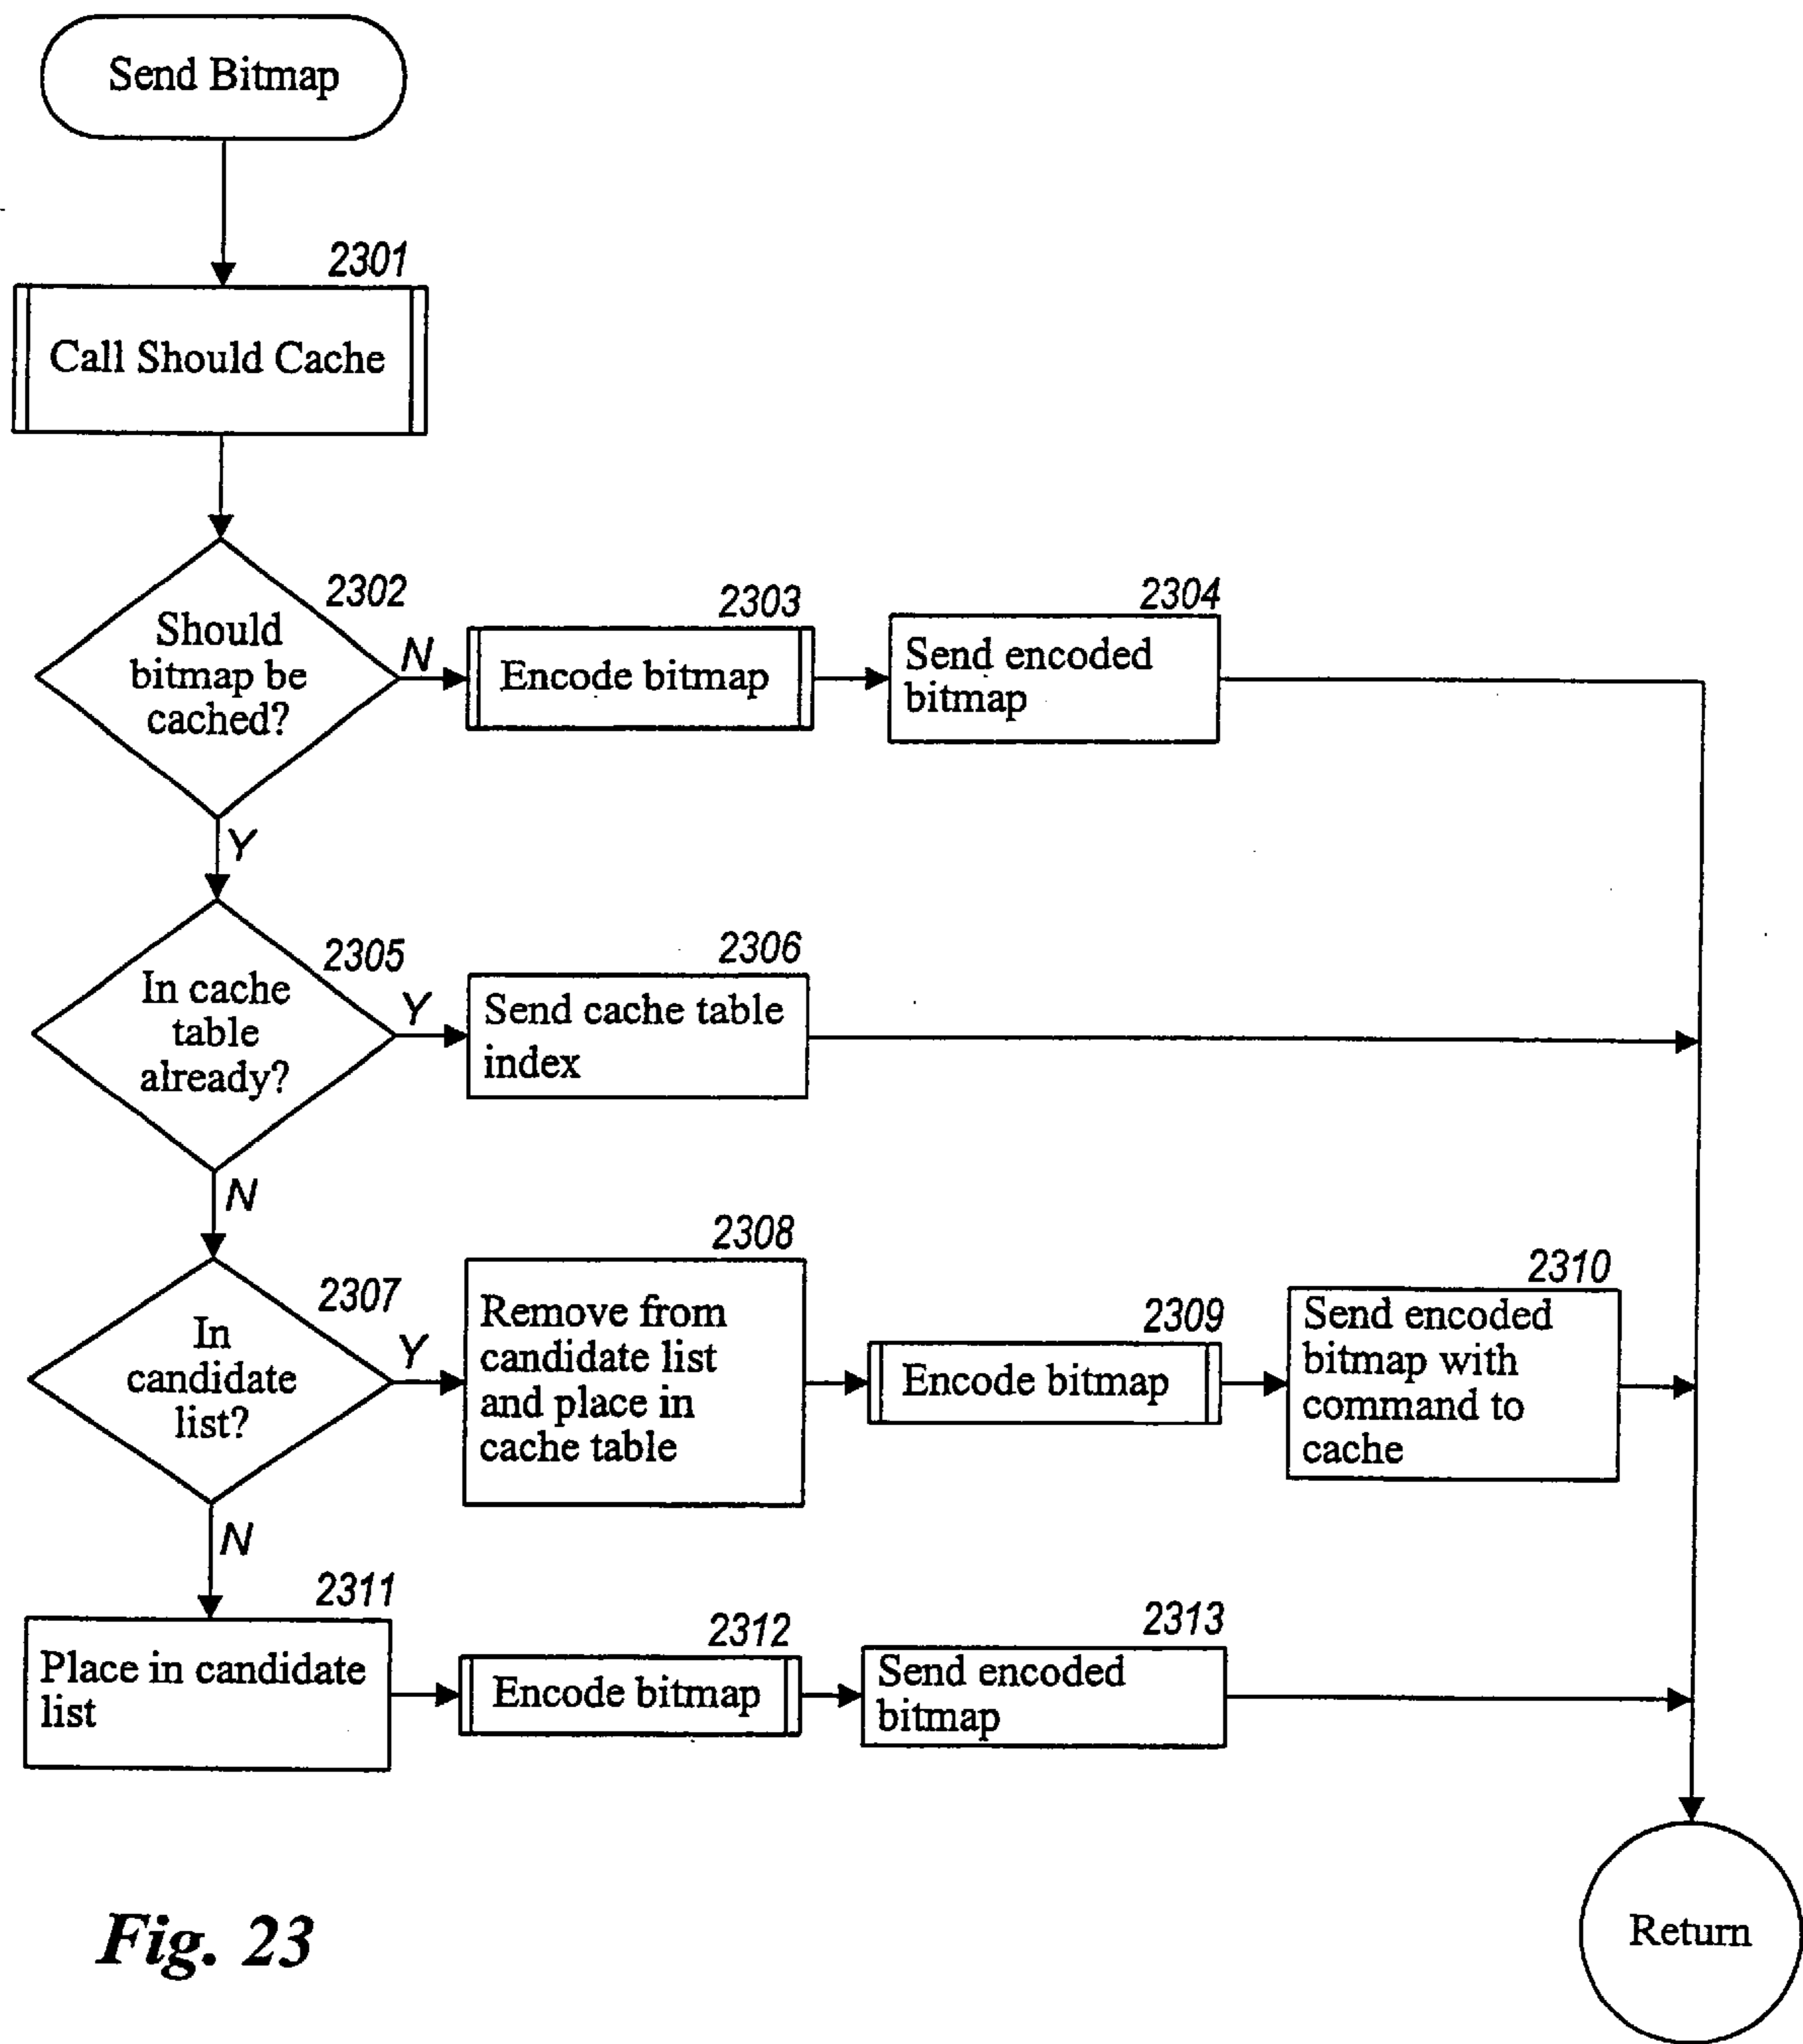 Send Bitmap
2301
Call Should Cache
2302
Should
bitmap be
cached?
N
2303
Encode bitmap
2304
Send encoded
bitmap
Y
2305
In cache
table
already?
Y
2306
Send cache table
index
N
2307
In
candidate
list?
Y
2308
Remove from
candidate list
and place in
cache table
2309
Encode bitmap
2310
Send encoded
bitmap with
command to
cache
N
2311
Place in candidate
list
2312
Encode bitmap
2313
Send encoded
bitmap
Return
Fig. 23